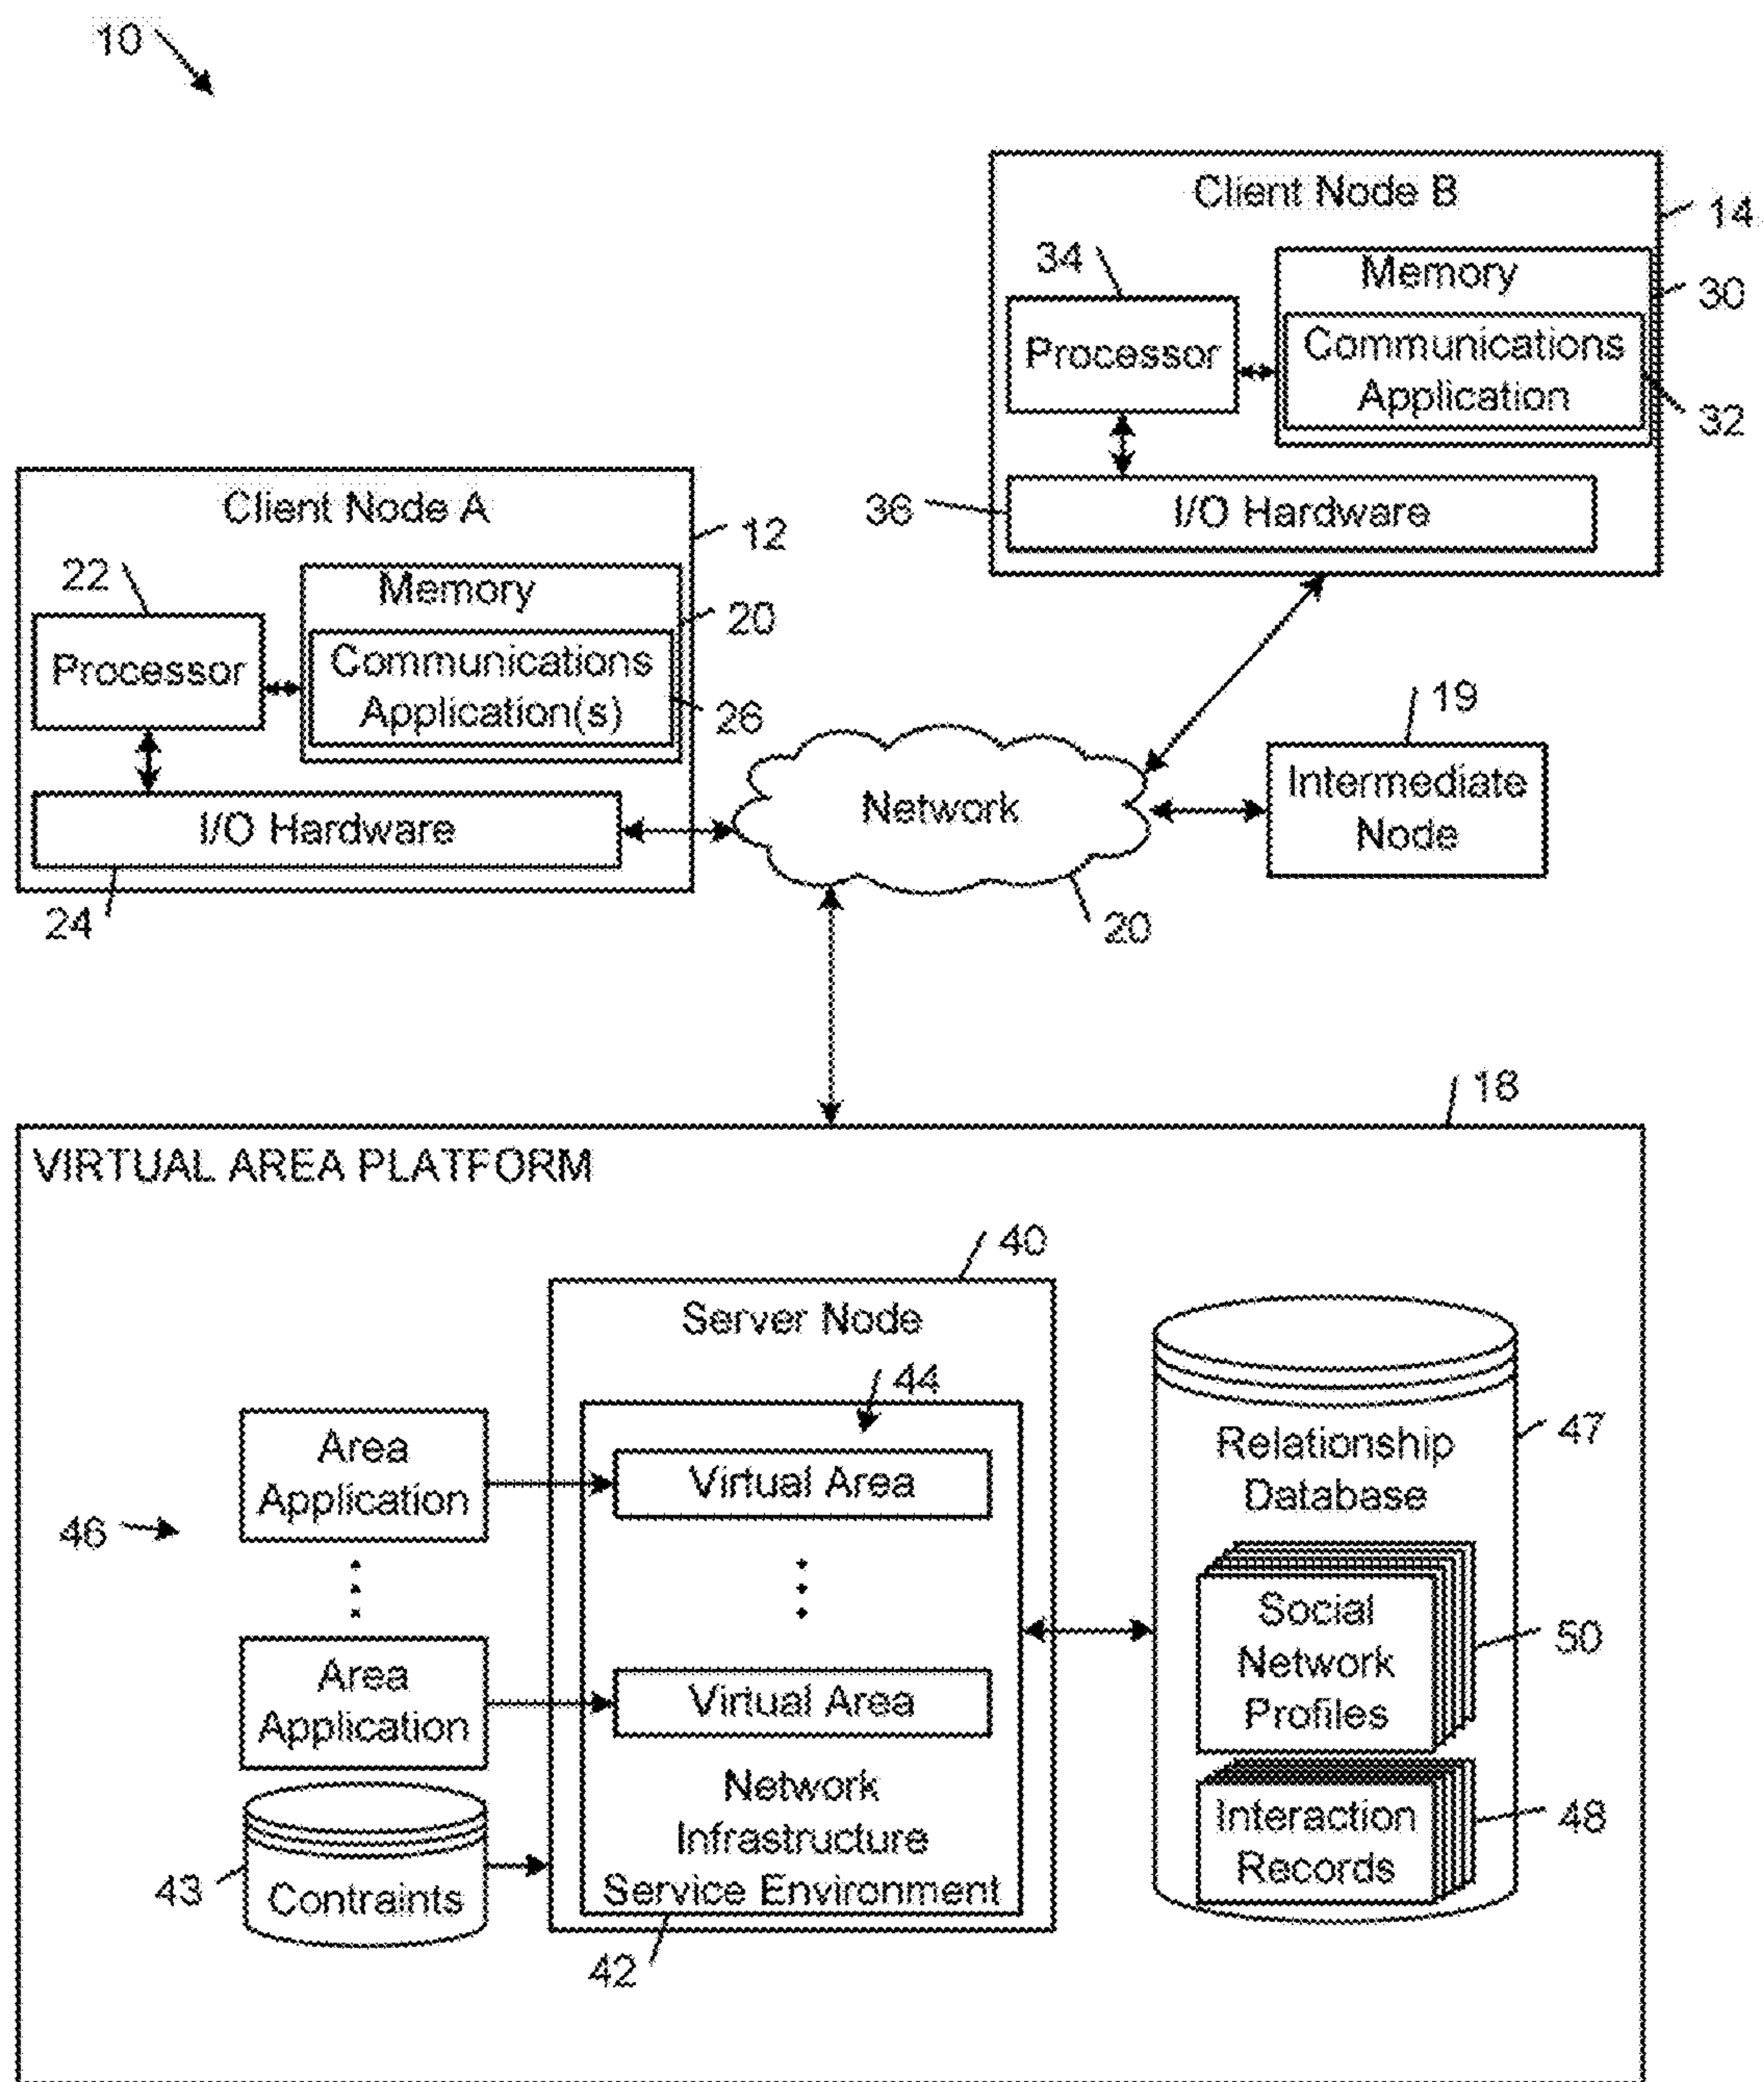 10
Client Node B
14
34
Memory
30
Processor
Communications
Application
32
36
I/O Hardware
Client Node A
12
22
Memory
20
Processor
Communications
Application(s)
26
I/O Hardware
24
Network
20
19
Intermediate
Node
18
VIRTUAL AREA PLATFORM
40
Server Node
44
Area
Application
Virtual Area
46
Area
Application
Virtual Area
Network
Infrastructure
Service Environment
42
43
Contraints
Relationship
Database
47
Social
Network
Profiles
50
Interaction
Records
48